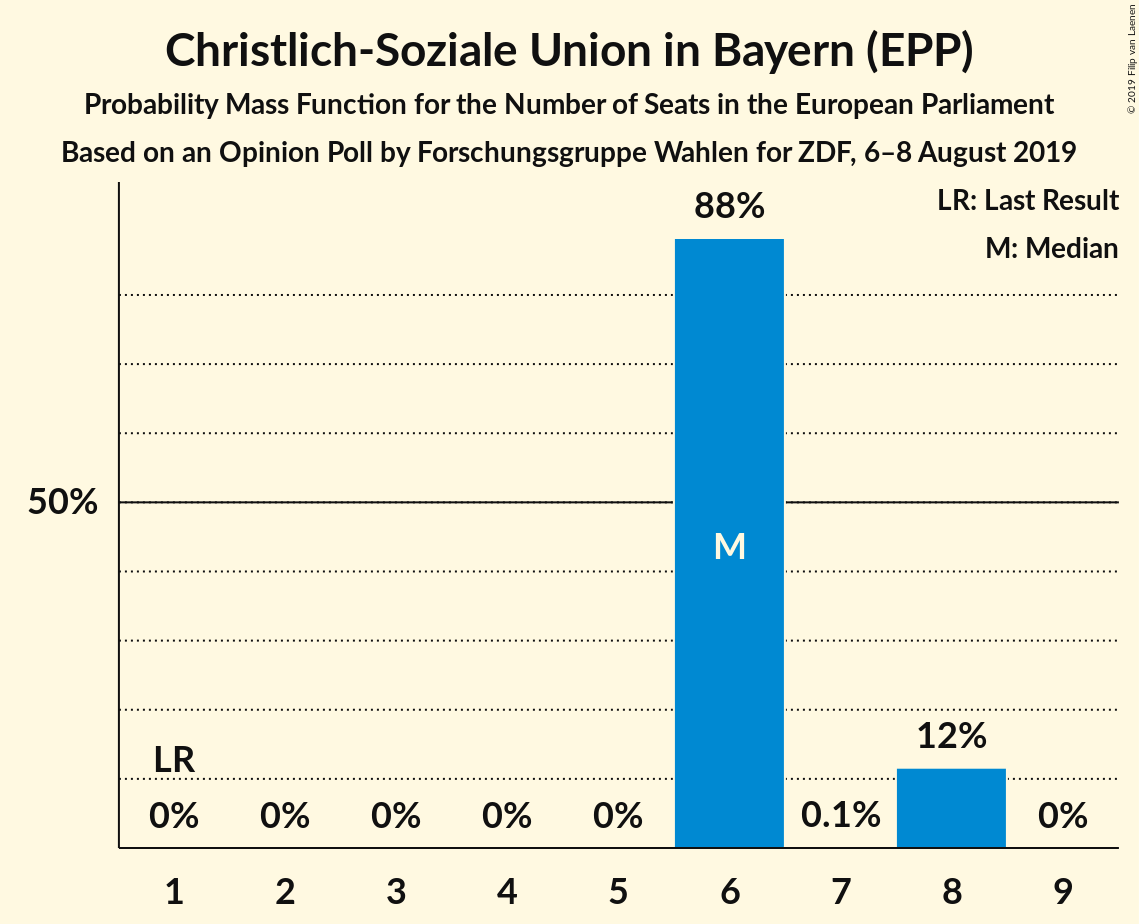 Christlich-Soziale Union in Bayern (EPP)
Probability Mass Function for the Number of Seats in the European Parliament
Based on an Opinion Poll by Forschungsgruppe Wahlen for ZDF, 6–8 August 2019
© 2019 Filip van Laenen
LR: Last Result
M: Median
88%
50%
M
LR
12%
0% 0% 0% 0% 0% 0.1% 0%
1 2 3 4 5 6 7 8 9